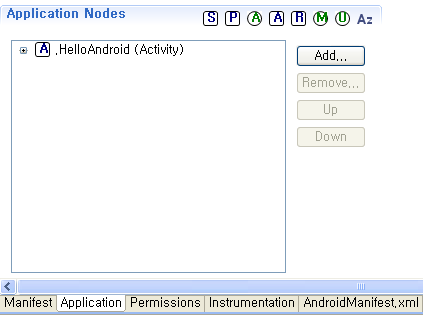 Application Nodes
S P A A R M U Az
A .HelloAndroid (Activity)
Add...
Remove...
Up
Down
Manifest Application Permissions Instrumentation AndroidManifest.xml